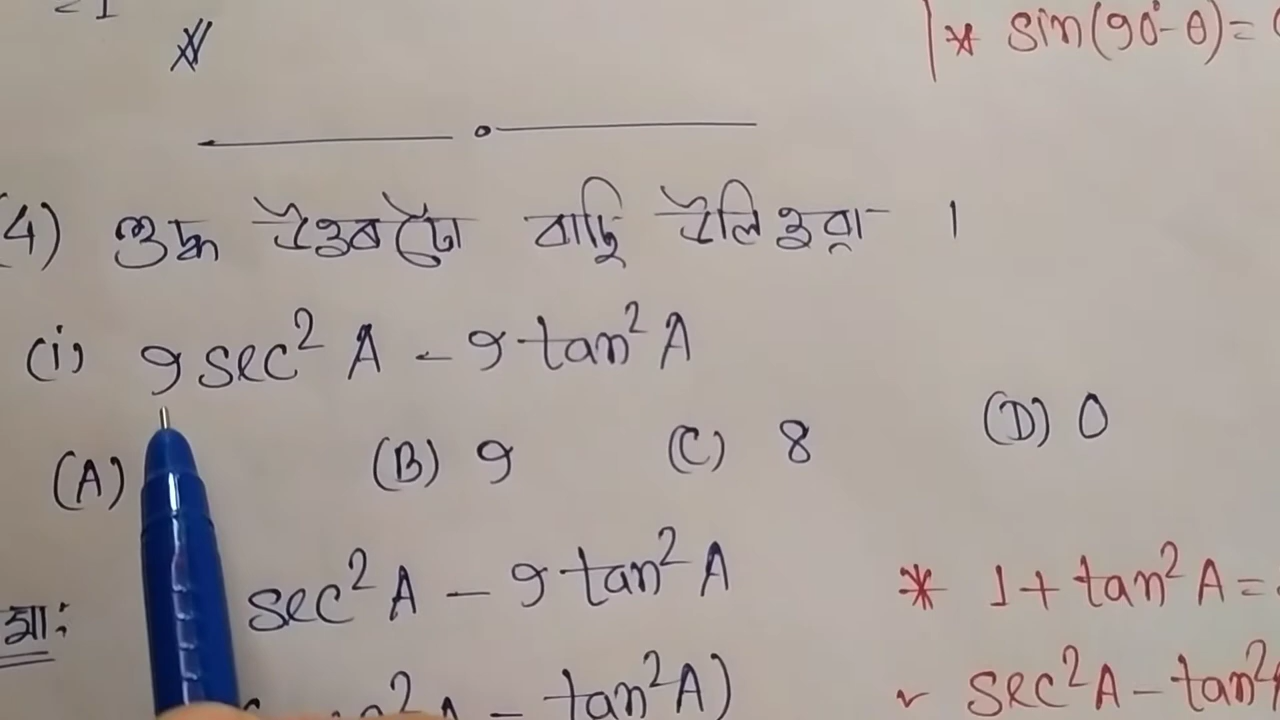 = 1
* sin(90°- θ) =
(4) শুদ্ধ উত্তৰটো বাছি উলিওৱা ।
(i) 9 sec² A - 9 tan² A
(A) (B) 9 (C) 8 (D) 0
sec² A - 9 tan² A
* 1 + tan² A =
মা:
- tan² A)
sec² A - tan²